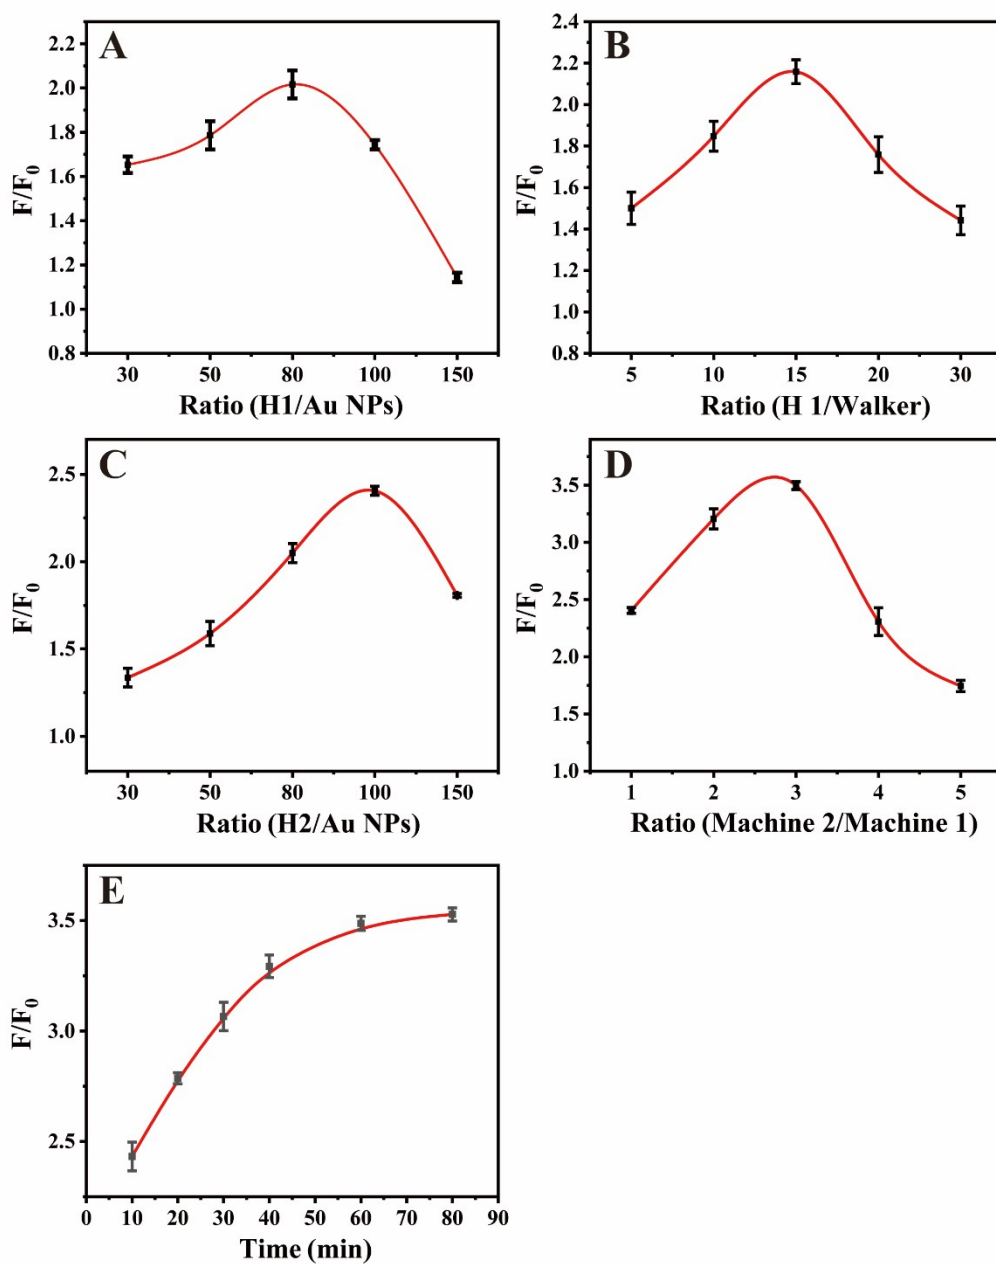 A
F/F₀
2.2
2.0
1.8
1.6
1.4
1.2
1.0
0.8
30 50 80 100 150
Ratio (H1/Au NPs)
B
F/F₀
2.4
2.2
2.0
1.8
1.6
1.4
1.2
1.0
0.8
5 10 15 20 30
Ratio (H 1/Walker)
C
F/F₀
2.5
2.0
1.5
1.0
30 50 80 100 150
Ratio (H2/Au NPs)
D
F/F₀
3.5
3.0
2.5
2.0
1.5
1.0
1 2 3 4 5
Ratio (Machine 2/Machine 1)
E
F/F₀
3.5
3.0
2.5
0 10 20 30 40 50 60 70 80 90
Time (min)